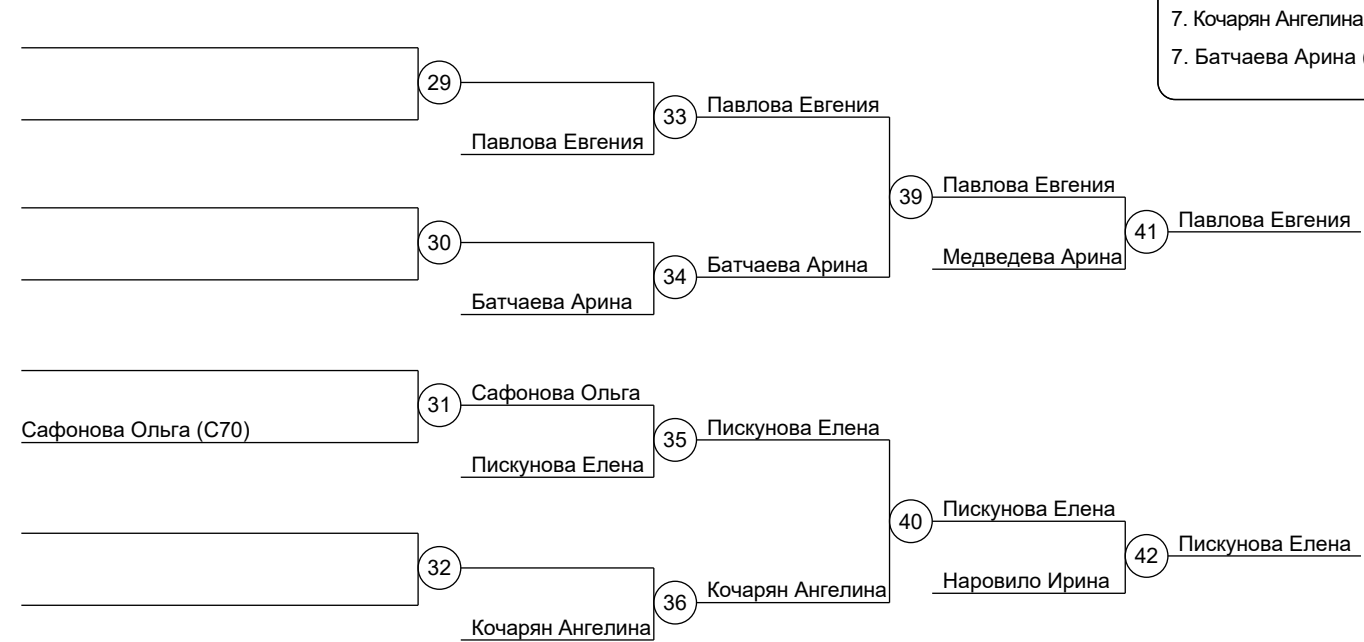 7. Кочарян Ангелина
7. Батчаева Арина (
29
33
Павлова Евгения
Павлова Евгения
39
Павлова Евгения
41
Павлова Евгения
30
34
Батчаева Арина
Медведева Арина
Батчаева Арина
31
Сафонова Ольга
Сафонова Ольга (С70)
35
Пискунова Елена
Пискунова Елена
40
Пискунова Елена
42
Пискунова Елена
32
36
Кочарян Ангелина
Наровило Ирина
Кочарян Ангелина